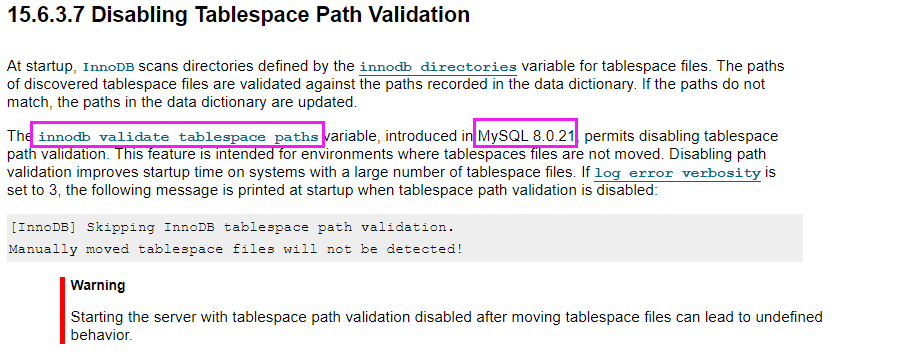 15.6.3.7 Disabling Tablespace Path Validation
At startup, InnoDB scans directories defined by the innodb_directories variable for tablespace files. The paths
of discovered tablespace files are validated against the paths recorded in the data dictionary. If the paths do not
match, the paths in the data dictionary are updated.
The innodb_validate_tablespace_paths variable, introduced in MySQL 8.0.21, permits disabling tablespace
path validation. This feature is intended for environments where tablespaces files are not moved. Disabling path
validation improves startup time on systems with a large number of tablespace files. If log_error_verbosity is
set to 3, the following message is printed at startup when tablespace path validation is disabled:
[InnoDB] Skipping InnoDB tablespace path validation.
Manually moved tablespace files will not be detected!
Warning
Starting the server with tablespace path validation disabled after moving tablespace files can lead to undefined
behavior.